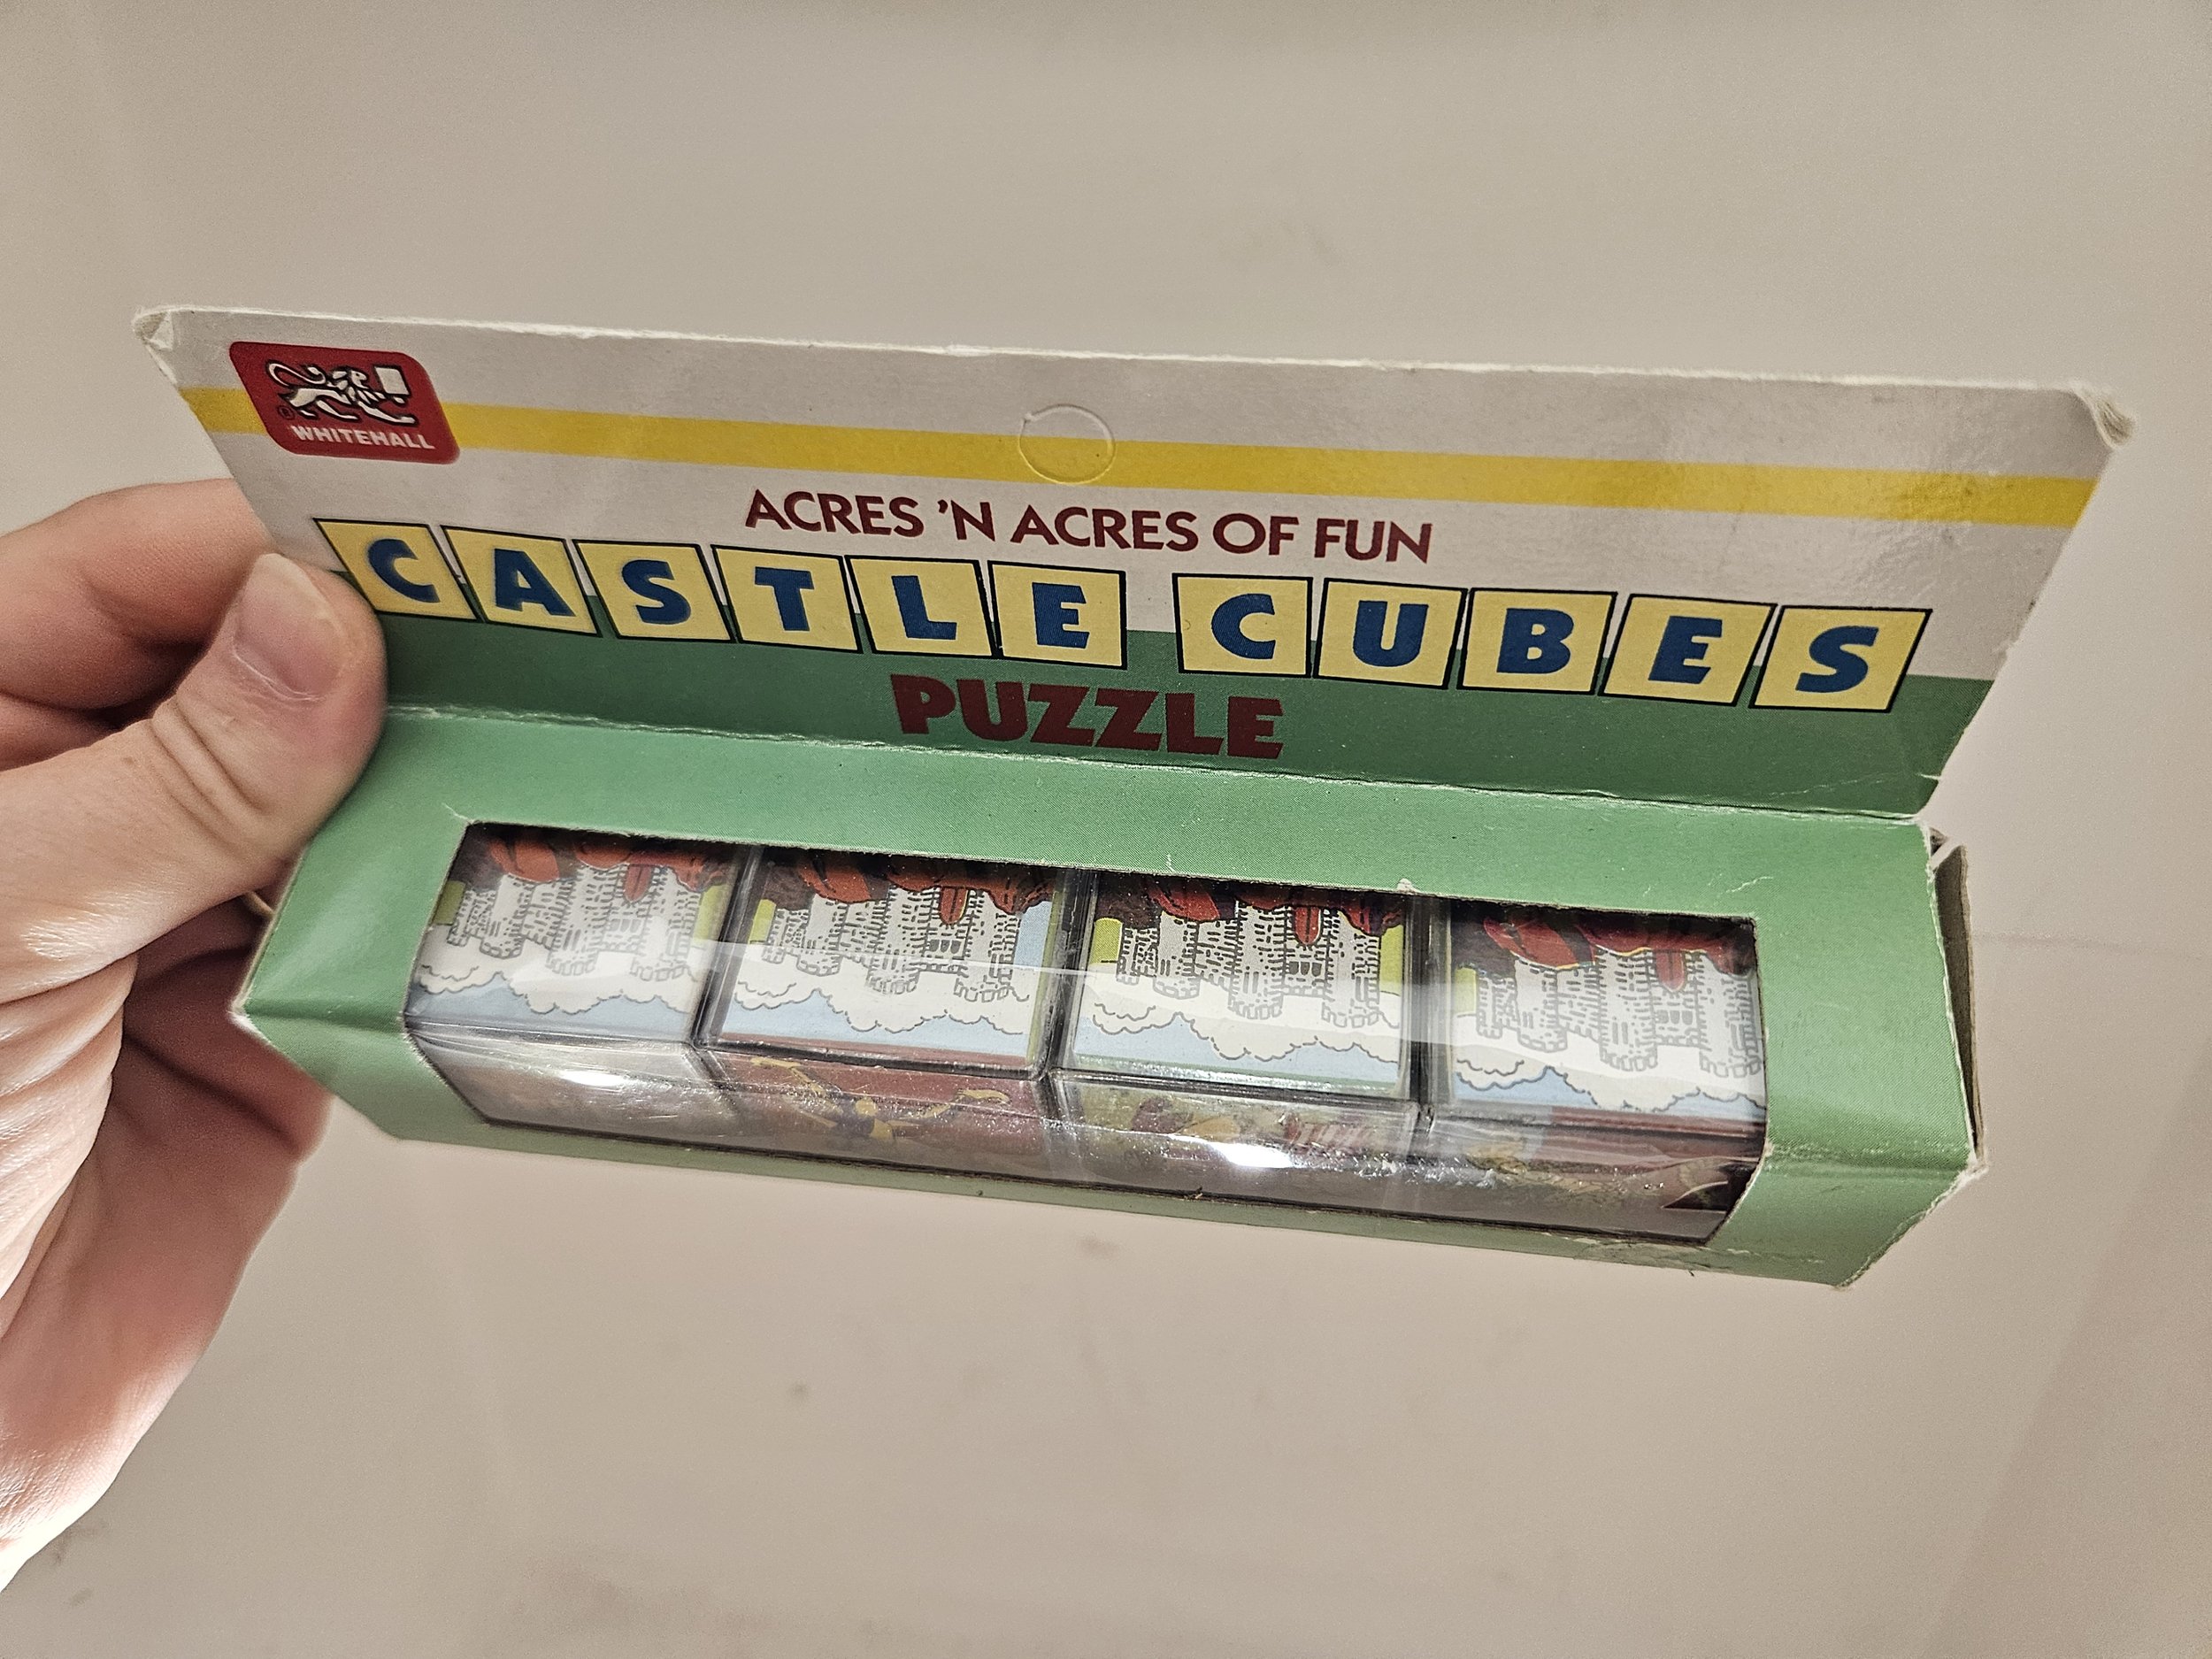 WHITEHALL
ACRES 'N ACRES OF FUN
CASTLE CUBES
PUZZLE